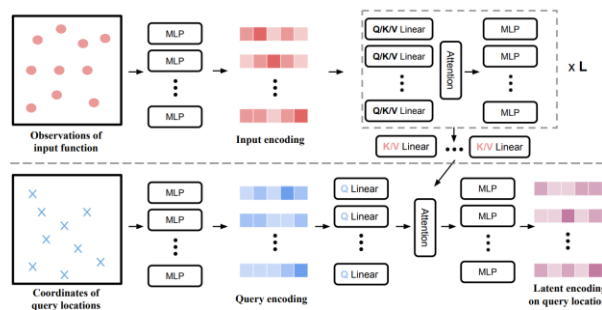 MLP
MLP
MLP
Observations of
input function
Input encoding
Q/K/V Linear
Q/K/V Linear
Q/K/V Linear
Attention
MLP
MLP
MLP
x L
K/V Linear
K/V Linear
MLP
MLP
MLP
Coordinates of
query locations
Query encoding
Q Linear
Q Linear
Q Linear
Attention
MLP
MLP
MLP
Latent encoding
on query locatio